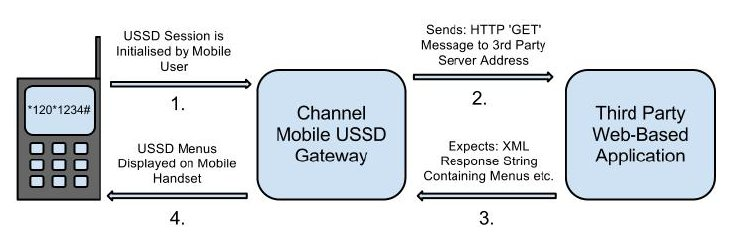 *120*1234#
USSD Session is
Initialised by Mobile
User
1.
Channel
Mobile USSD
Gateway
Sends: HTTP 'GET'
Message to 3rd Party
Server Address
2.
Third Party
Web-Based
Application
Expects: XML
Response String
Containing Menus etc.
3.
USSD Menus
Displayed on Mobile
Handset
4.